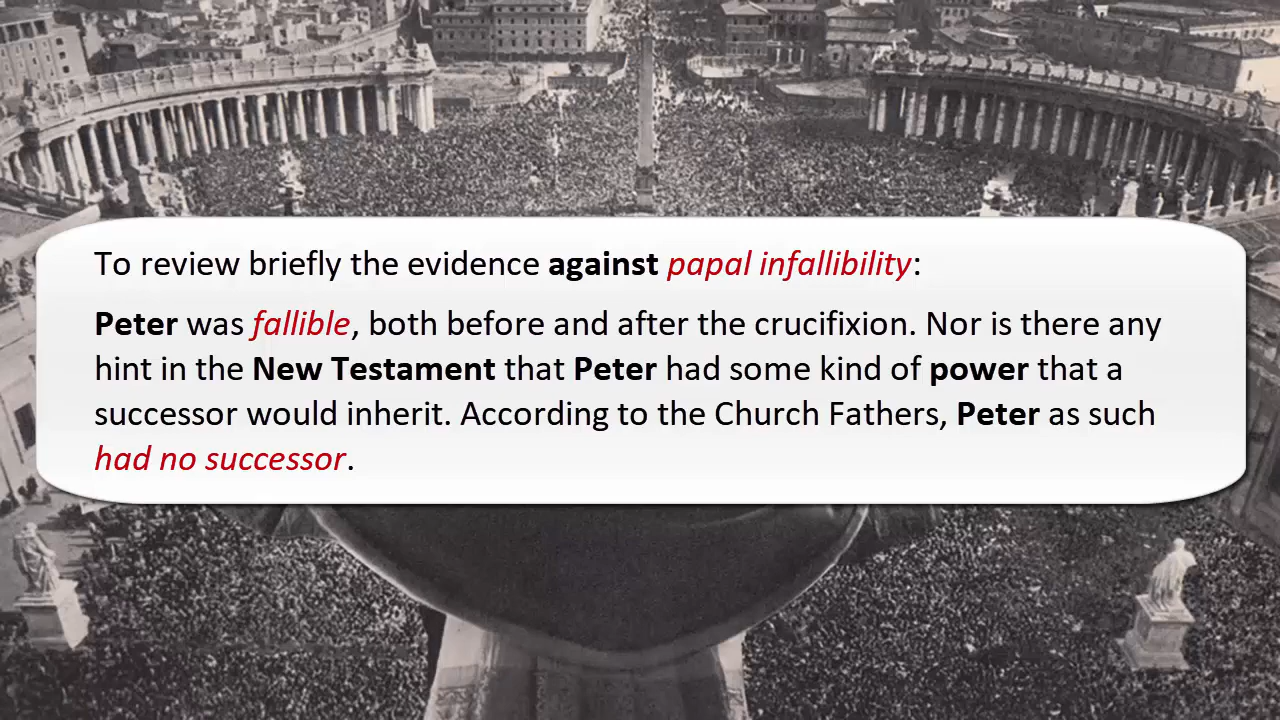 To review briefly the evidence against papal infallibility:
Peter was fallible, both before and after the crucifixion. Nor is there any
hint in the New Testament that Peter had some kind of power that a
successor would inherit. According to the Church Fathers, Peter as such
had no successor.